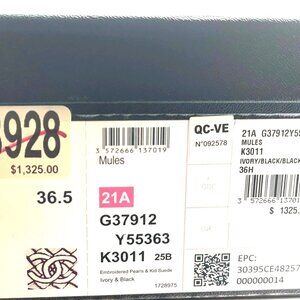 3928
$1,325.00
36.5
3 572666 137019
Mules
21A
G37912
Y55363
K3011 25B
Embroidered Pearls & Kid Suede
Ivory & Black
1728975
QC-VE
N°092578
21A G37912Y55
MULES
K3011
IVORY/BLACK/BLACK
36H
3 572666 13701
$ 1325.
EPC:
30395CE48257
000000014